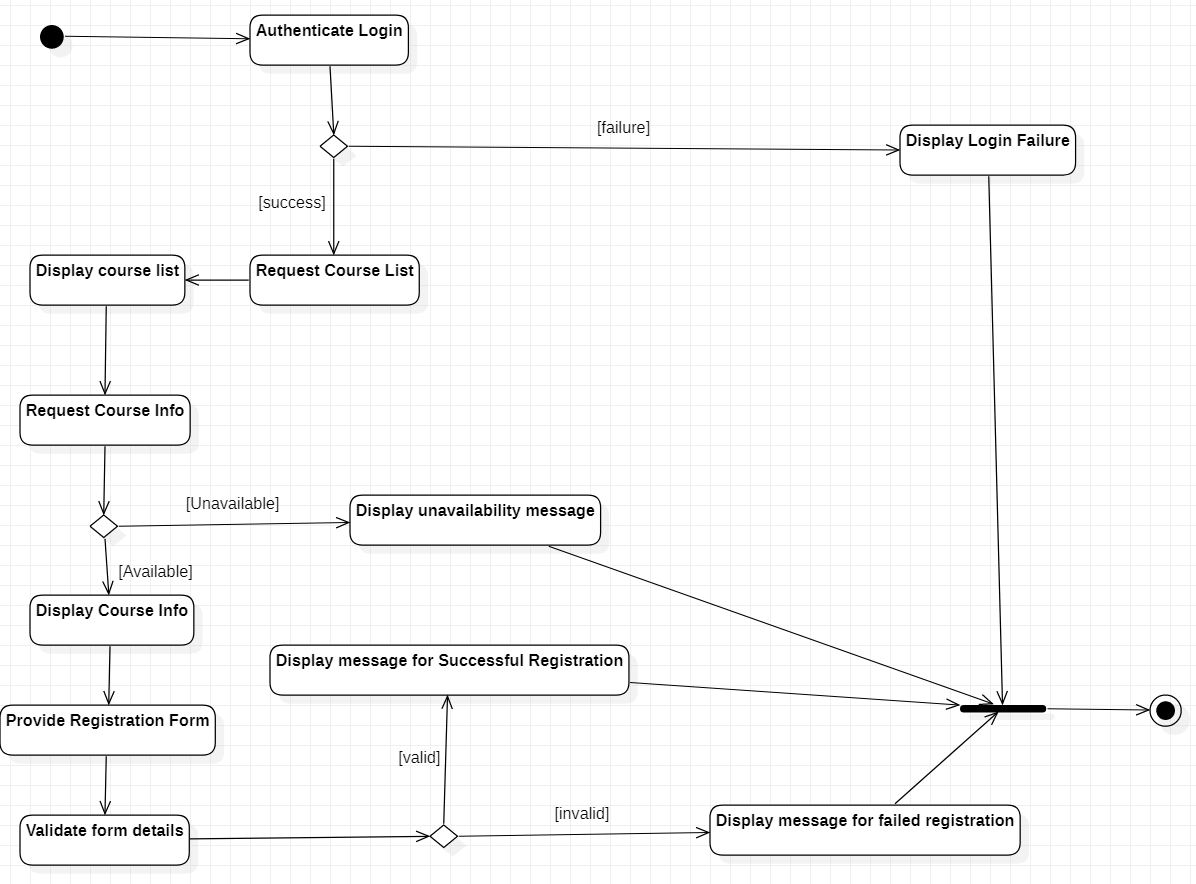 Authenticate Login
[failure]
Display Login Failure
[success]
Display course list
Request Course List
Request Course Info
[Unavailable]
Display unavailability message
[Available]
Display Course Info
Display message for Successful Registration
Provide Registration Form
[valid]
[invalid]
Validate form details
Display message for failed registration